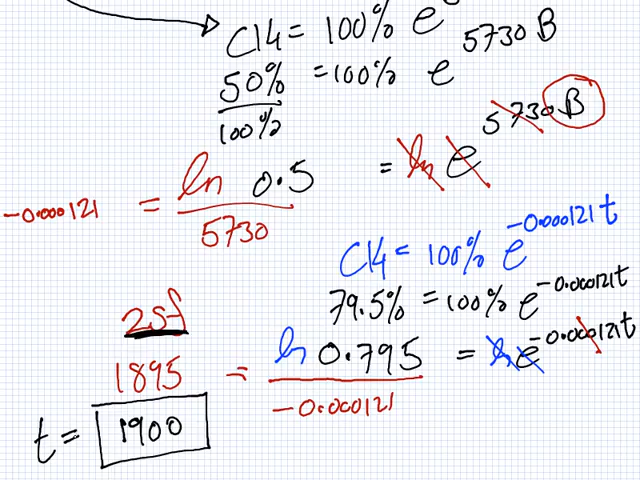 C14 = 100% e
50% = 100% e 5730 B
100%
ln 0.5 = ln e 5730 B
-0.000121 = 5730
C14 = 100% e -0.000121 t
79.5% = 100% e -0.000121t
2sf
ln 0.795 = ln e -0.000121t
1895 = -0.000121
t = 1900